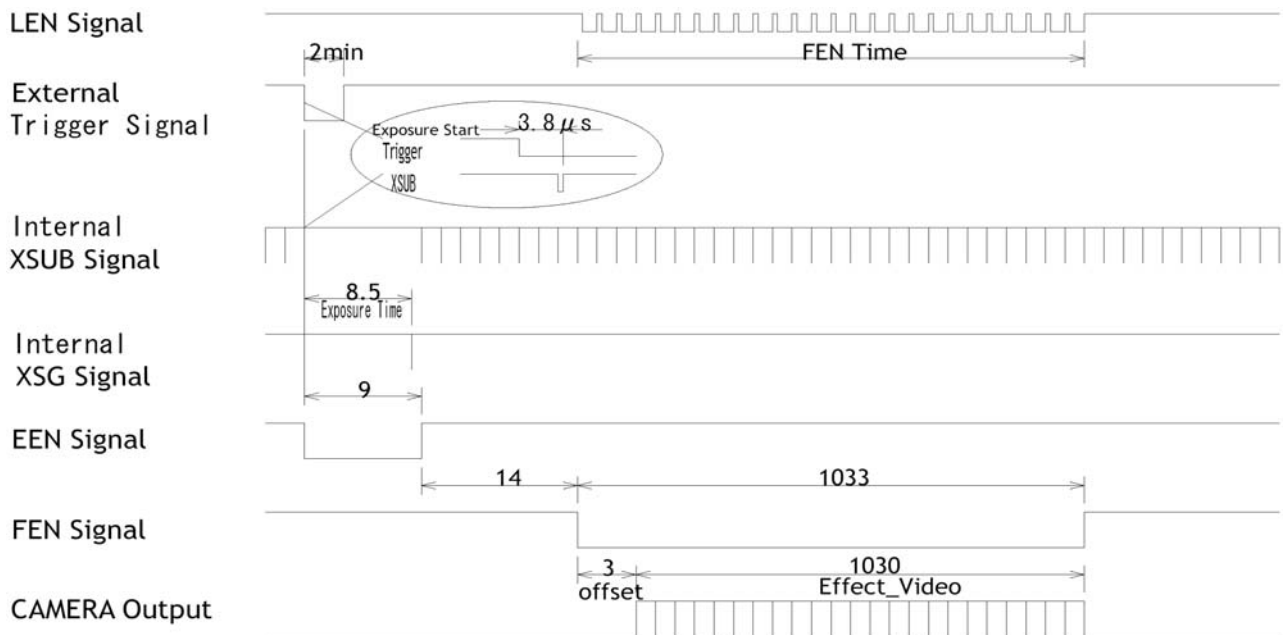 LEN Signal
2min
FEN Time
External
Trigger Signal
Exposure Start
3.8μs
Trigger
XSUB
Internal
XSUB Signal
8.5
Exposure Time
Internal
XSG Signal
9
EEN Signal
14
1033
FEN Signal
3
offset
1030
Effect_Video
CAMERA Output